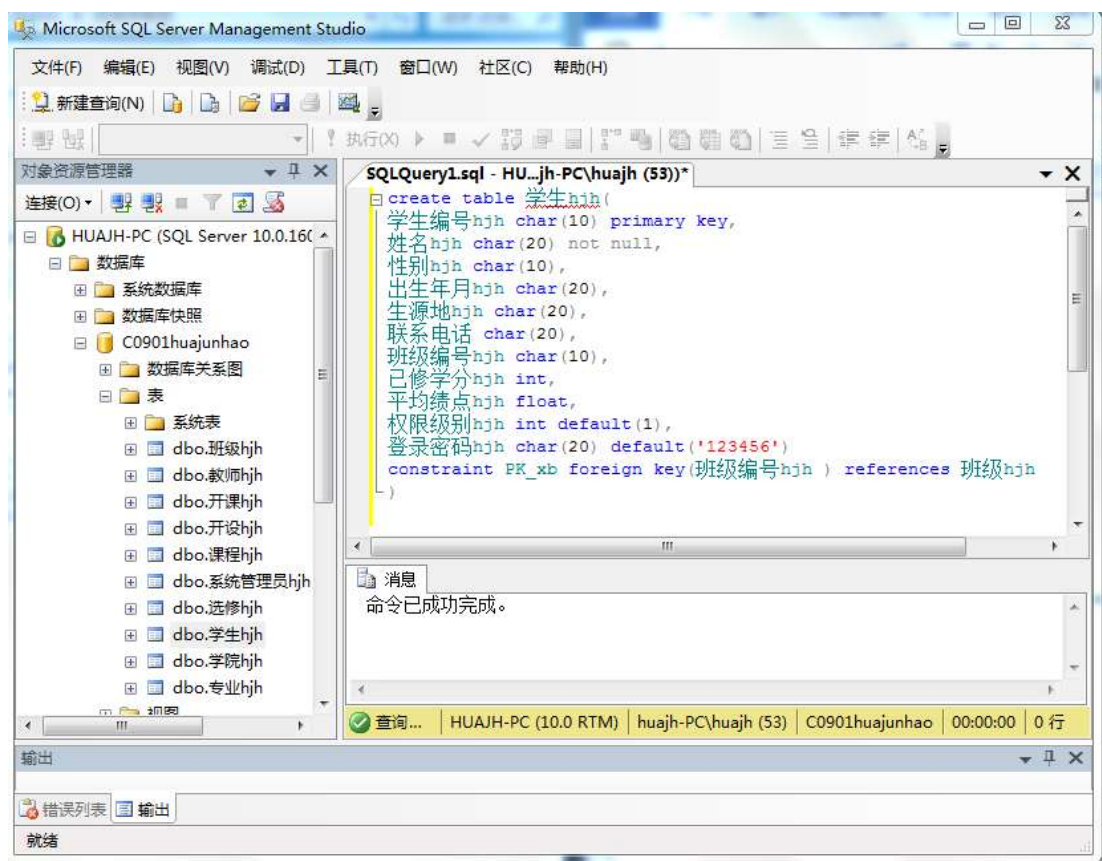 Microsoft SQL Server Management Studio
文件(F) 编辑(E) 视图(V) 调试(D) 工具(T) 窗口(W) 社区(C) 帮助(H)
新建查询(N)
执行(X)
对象资源管理器
连接(O)
HUAJH-PC (SQL Server 10.0.160
数据库
系统数据库
数据库快照
C0901huajunhao
数据库关系图
表
系统表
dbo.班级hjh
dbo.教师hjh
dbo.开课hjh
dbo.开设hjh
dbo.课程hjh
dbo.系统管理员hjh
dbo.选修hjh
dbo.学生hjh
dbo.学院hjh
dbo.专业hjh
视图
SQLQuery1.sql - HU...jh-PC\huajh (53))*
create table 学生hjh(
学生编号hjh char(10) primary key,
姓名hjh char(20) not null,
性别hjh char(10),
出生年月hjh char(20),
生源地hjh char(20),
联系电话 char(20),
班级编号hjh char(10),
已修学分hjh int,
平均绩点hjh float,
权限级别hjh int default(1),
登录密码hjh char(20) default('123456')
constraint PK_xb foreign key(班级编号hjh ) references 班级hjh
)
消息
命令已成功完成。
查询... HUAJH-PC (10.0 RTM) huajh-PC\huajh (53) C0901huajunhao 00:00:00 0 行
输出
错误列表 输出
就绪